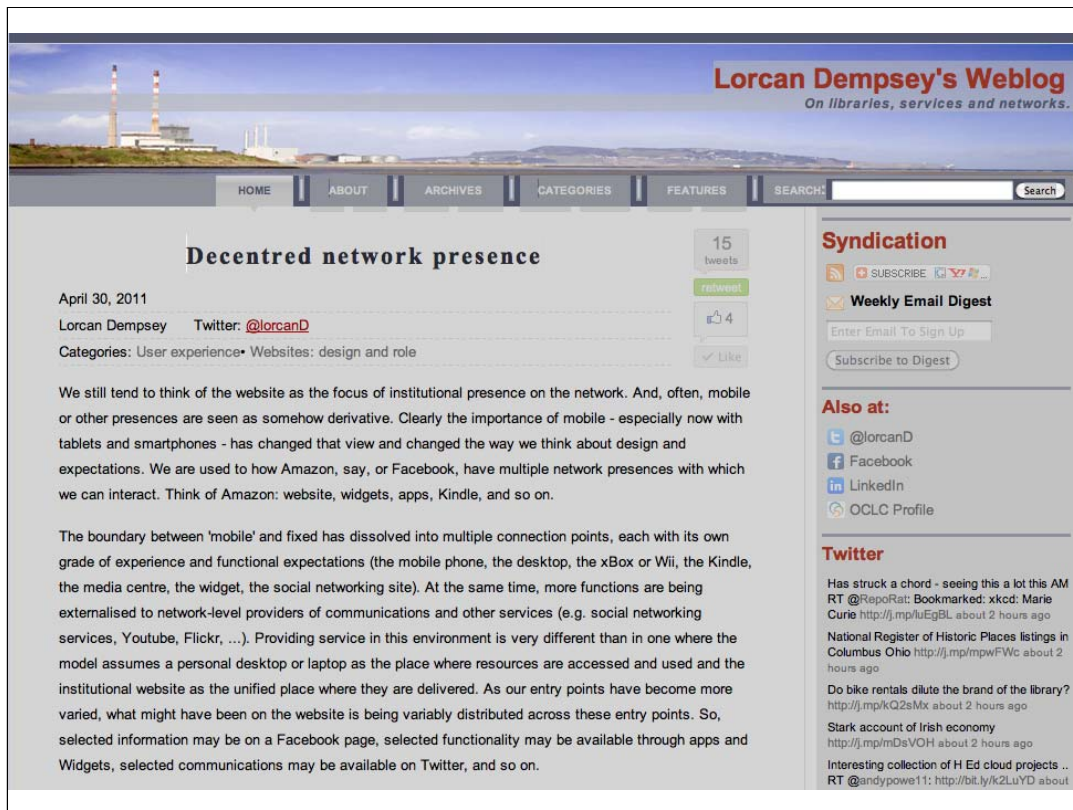 Lorcan Dempsey's Weblog
On libraries, services and networks.
HOME
ABOUT
ARCHIVES
CATEGORIES
FEATURES
SEARCH:
Search
Decentred network presence
15
tweets
retweet
4
Like
April 30, 2011
Lorcan Dempsey Twitter: @lorcanD
Categories: User experience• Websites: design and role
We still tend to think of the website as the focus of institutional presence on the network. And, often, mobile
or other presences are seen as somehow derivative. Clearly the importance of mobile - especially now with
tablets and smartphones - has changed that view and changed the way we think about design and
expectations. We are used to how Amazon, say, or Facebook, have multiple network presences with which
we can interact. Think of Amazon: website, widgets, apps, Kindle, and so on.
The boundary between 'mobile' and fixed has dissolved into multiple connection points, each with its own
grade of experience and functional expectations (the mobile phone, the desktop, the xBox or Wii, the Kindle,
the media centre, the widget, the social networking site). At the same time, more functions are being
externalised to network-level providers of communications and other services (e.g. social networking
services, Youtube, Flickr, ...). Providing service in this environment is very different than in one where the
model assumes a personal desktop or laptop as the place where resources are accessed and used and the
institutional website as the unified place where they are delivered. As our entry points have become more
varied, what might have been on the website is being variably distributed across these entry points. So,
selected information may be on a Facebook page, selected functionality may be available through apps and
Widgets, selected communications may be available on Twitter, and so on.
Syndication
SUBSCRIBE
Weekly Email Digest
Enter Email To Sign Up
Subscribe to Digest
Also at:
@lorcanD
Facebook
LinkedIn
OCLC Profile
Twitter
Has struck a chord - seeing this a lot this AM
RT @RepoRat: Bookmarked: xkcd: Marie
Curie http://j.mp/luEgBL about 2 hours ago
National Register of Historic Places listings in
Columbus Ohio http://j.mp/mpwFWc about 2
hours ago
Do bike rentals dilute the brand of the library?
http://j.mp/kQ2sMx about 2 hours ago
Stark account of Irish economy
http://j.mp/mDsVOH about 2 hours ago
Interesting collection of H Ed cloud projects ..
RT @andypowe11: http://bit.ly/k2LuYD about